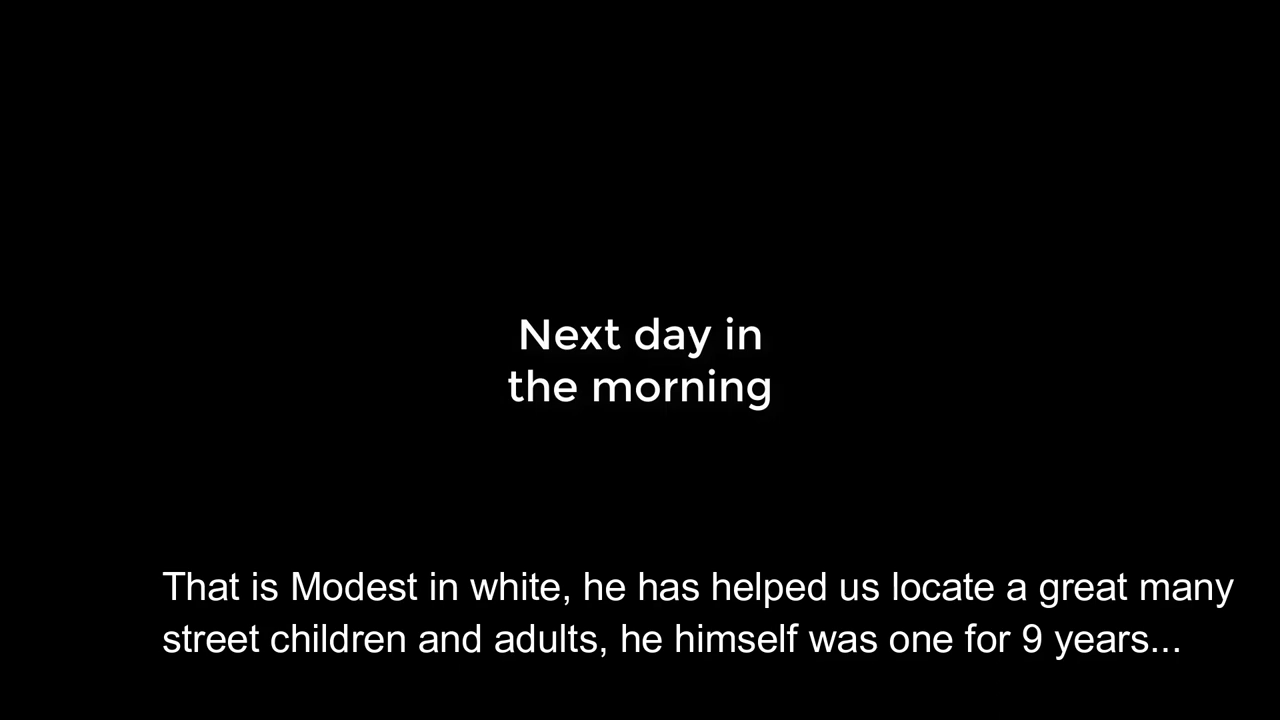 Next day in
the morning
That is Modest in white, he has helped us locate a great many
street children and adults, he himself was one for 9 years...